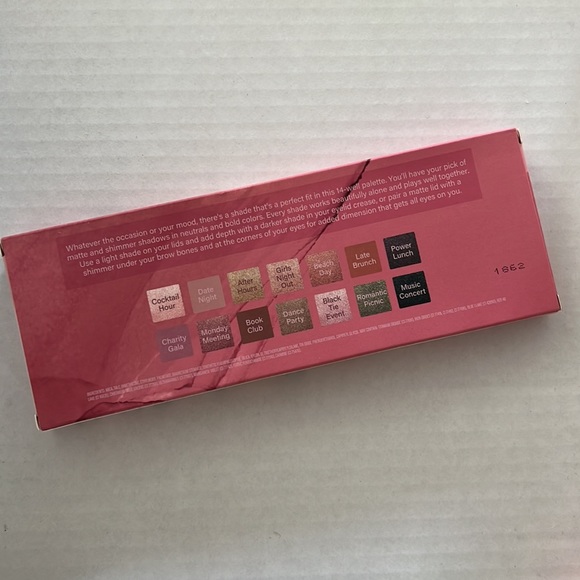 Whatever the occasion or your mood, there's a shade that's a perfect fit in this 14-well palette. You'll have your pick of
matte and shimmer shadows in neutrals and bold colors. Every shade works beautifully alone and plays well together.
Use a light shade on your lids and add depth with a darker shade in your eyelid crease, or pair a matte lid with a
shimmer under your brow bones and at the corners of your eyes for added dimension that gets all eyes on you.
Cocktail Hour
Date Night
After Hours
Girls Night Out
Beach Day
Late Brunch
Power Lunch
1062
Charity Gala
Monday Meeting
Book Club
Dance Party
Black Tie Event
Romantic Picnic
Music Concert